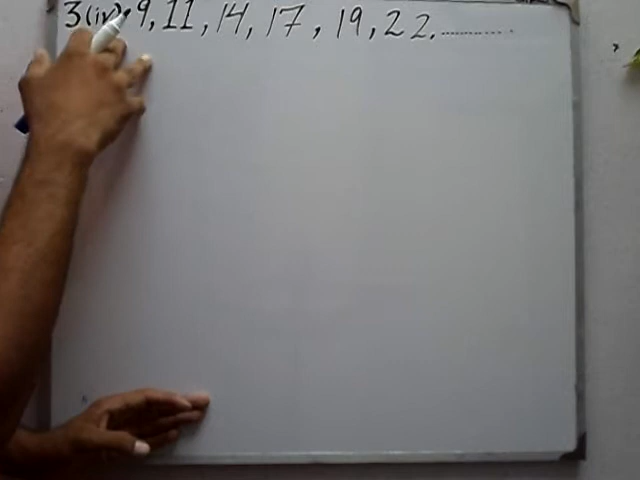 3(iv) 9, 11, 14, 17, 19, 22, ............